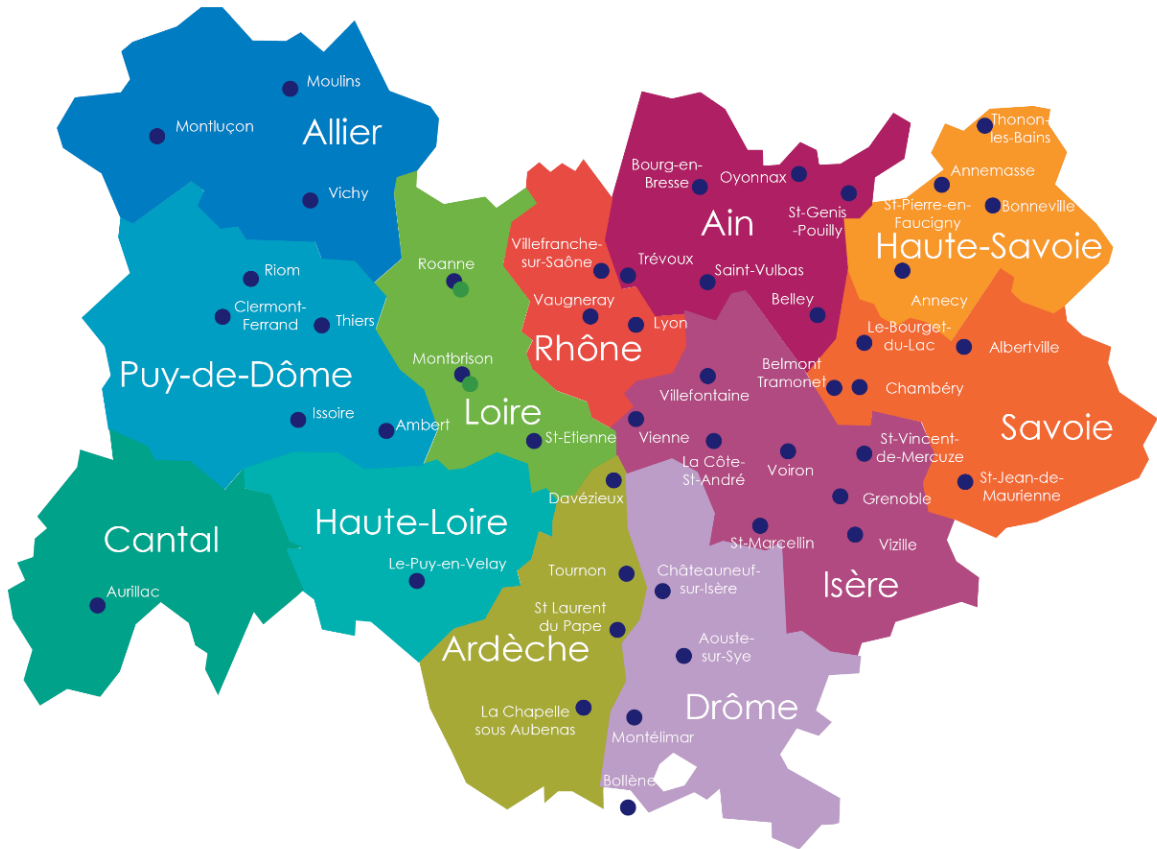 Moulins
Montluçon
Allier
Vichy
Riom
Clermont-
Ferrand
Thiers
Puy-de-Dôme
Issoire
Ambert
Cantal
Aurillac
Haute-Loire
Le-Puy-en-Velay
Roanne
Montbrison
Loire
St-Etienne
Villefranche-
sur-Saône
Vaugneray
Lyon
Rhône
Bourg-en-
Bresse
Oyonnax
St-Genis
-Pouilly
Ain
Trévoux
Saint-Vulbas
Belley
Thonon-
les-Bains
Annemasse
St-Pierre-en-
Faucigny
Bonneville
Haute-Savoie
Annecy
Le-Bourget-
du-Lac
Albertville
Belmont
Tramonet
Chambéry
Savoie
St-Jean-de-
Maurienne
Villefontaine
Vienne
La Côte-
St-André
Voiron
St-Vincent-
de-Mercuze
Grenoble
St-Marcellin
Vizille
Isère
Davézieux
Tournon
St Laurent
du Pape
Ardèche
La Chapelle
sous Aubenas
Châteauneuf-
sur-Isère
Aouste-
sur-Sye
Drôme
Montélimar
Bollène